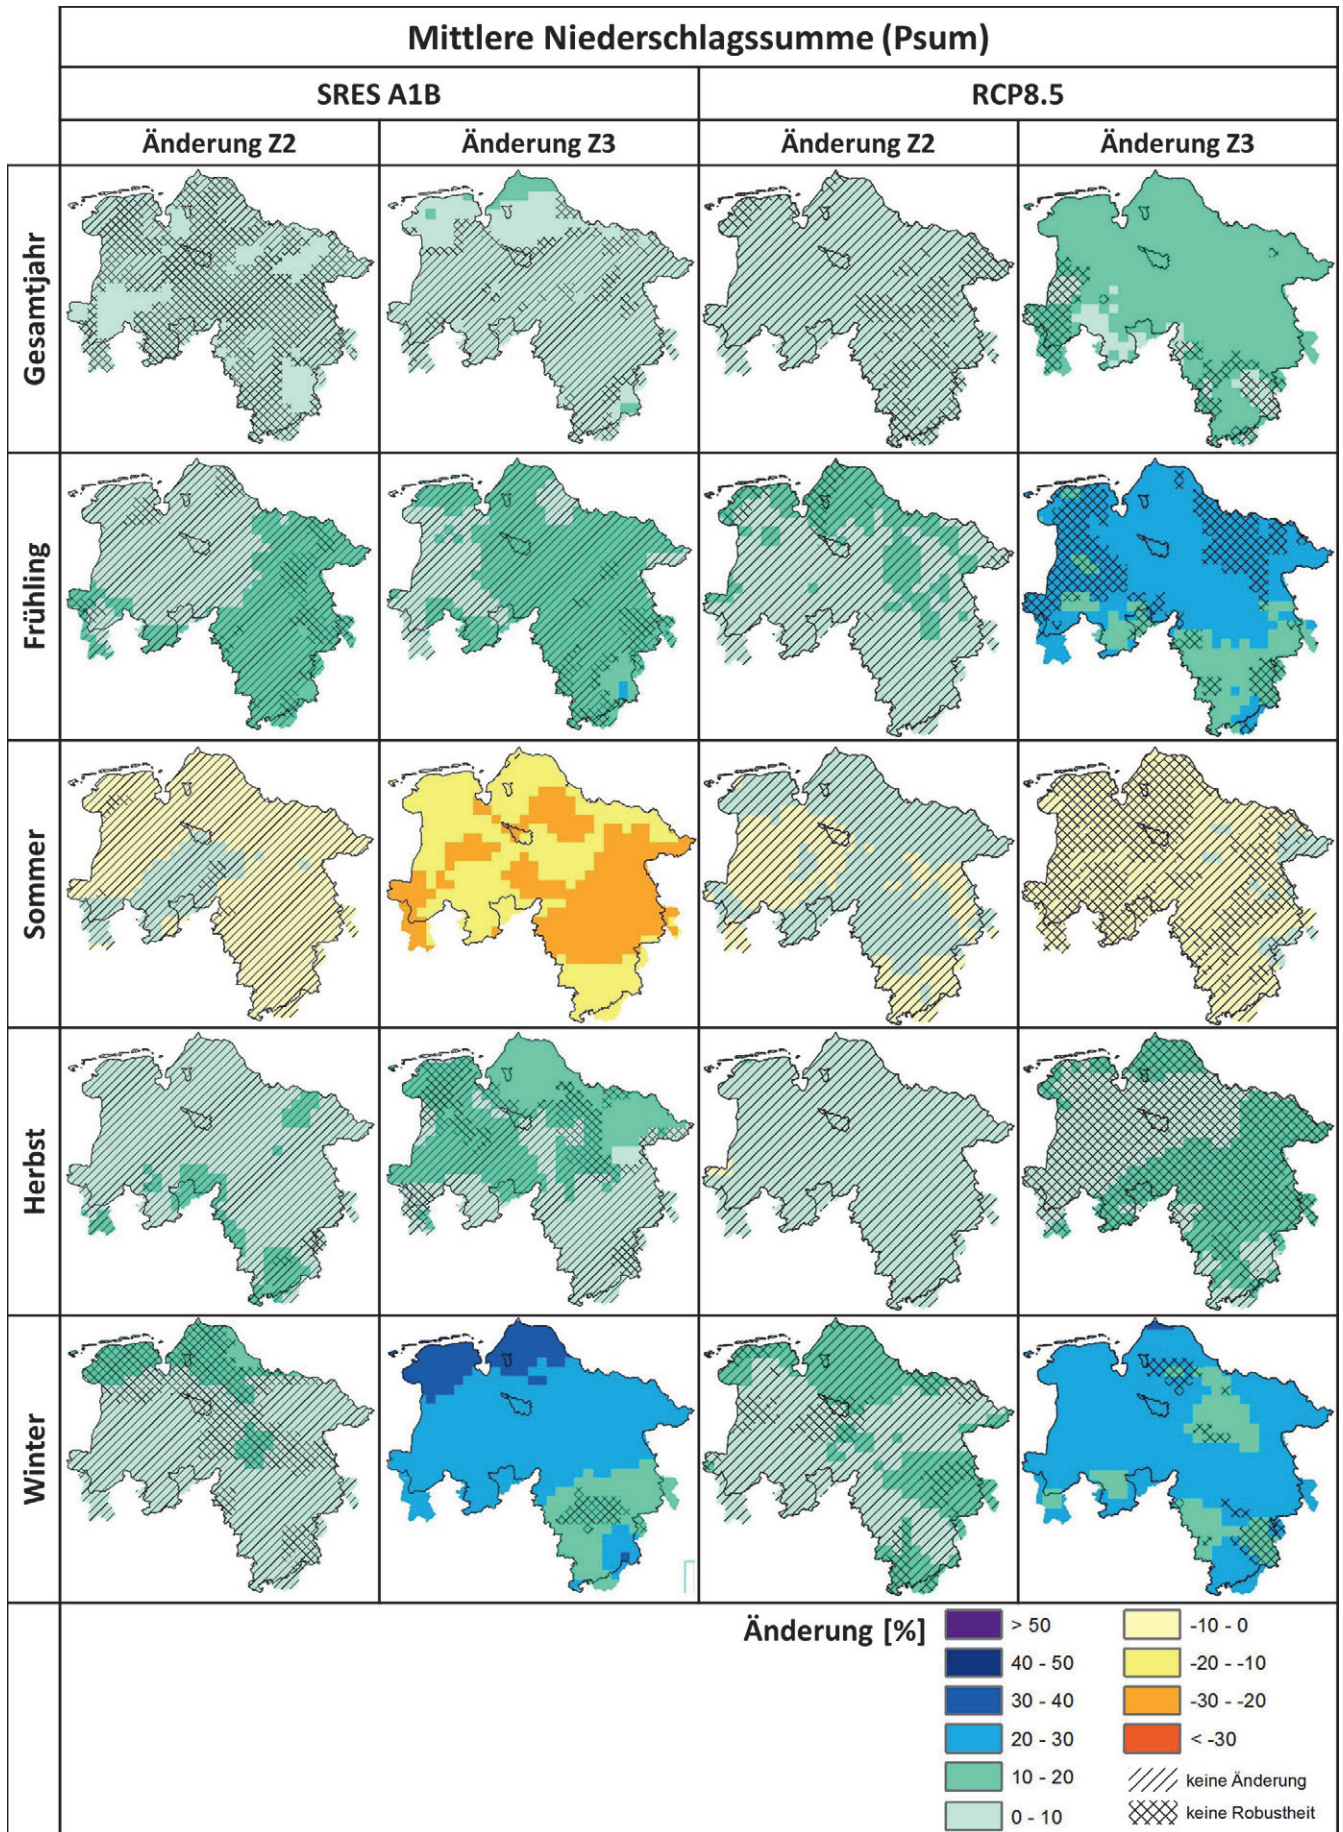 Mittlere Niederschlagssumme (Psum)
SRES A1B
RCP8.5
Änderung Z2
Änderung Z3
Änderung Z2
Änderung Z3
Gesamtjahr
Frühling
Sommer
Herbst
Winter
Änderung [%]
> 50
40 - 50
30 - 40
20 - 30
10 - 20
0 - 10
-10 - 0
-20 - -10
-30 - -20
< -30
keine Änderung
keine Robustheit